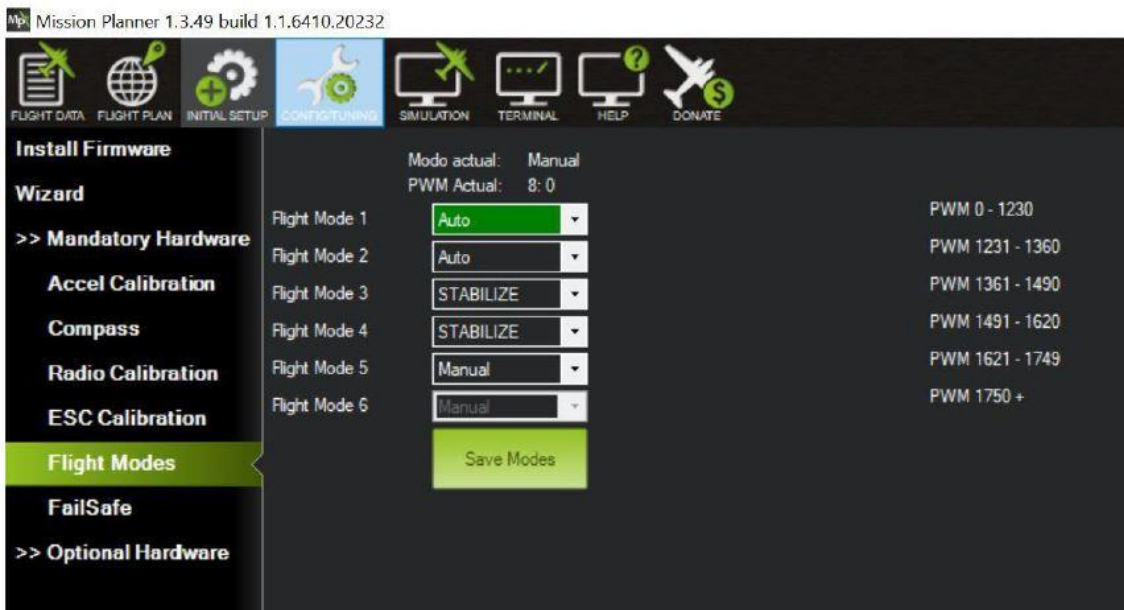 Mission Planner 1.3.49 build 1.1.6410.20232
FLIGHT DATA FLIGHT PLAN INITIAL SETUP CONFIG/TUNING SIMULATION TERMINAL HELP DONATE
Install Firmware
Wizard
>> Mandatory Hardware
Accel Calibration
Compass
Radio Calibration
ESC Calibration
Flight Modes
FailSafe
>> Optional Hardware
Modo actual: Manual
PWM Actual: 8: 0
Flight Mode 1 Auto PWM 0 - 1230
Flight Mode 2 Auto PWM 1231 - 1360
Flight Mode 3 STABILIZE PWM 1361 - 1490
Flight Mode 4 STABILIZE PWM 1491 - 1620
Flight Mode 5 Manual PWM 1621 - 1749
Flight Mode 6 Manual PWM 1750 +
Save Modes